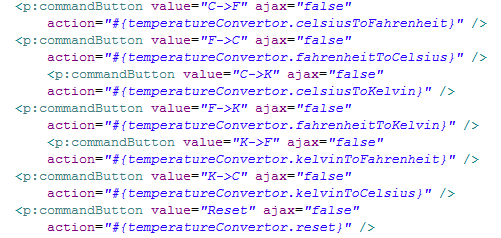 <p:commandButton value="C->F" ajax="false"
action="#{temperatureConvertor.celsiusToFahrenheit}" />
<p:commandButton value="F->C" ajax="false"
action="#{temperatureConvertor.fahrenheitToCelsius}" />
<p:commandButton value="C->K" ajax="false"
action="#{temperatureConvertor.celsiusToKelvin}" />
<p:commandButton value="F->K" ajax="false"
action="#{temperatureConvertor.fahrenheitToKelvin}" />
<p:commandButton value="K->F" ajax="false"
action="#{temperatureConvertor.kelvinToFahrenheit}" />
<p:commandButton value="K->C" ajax="false"
action="#{temperatureConvertor.kelvinToCelsius}" />
<p:commandButton value="Reset" ajax="false"
action="#{temperatureConvertor.reset}" />